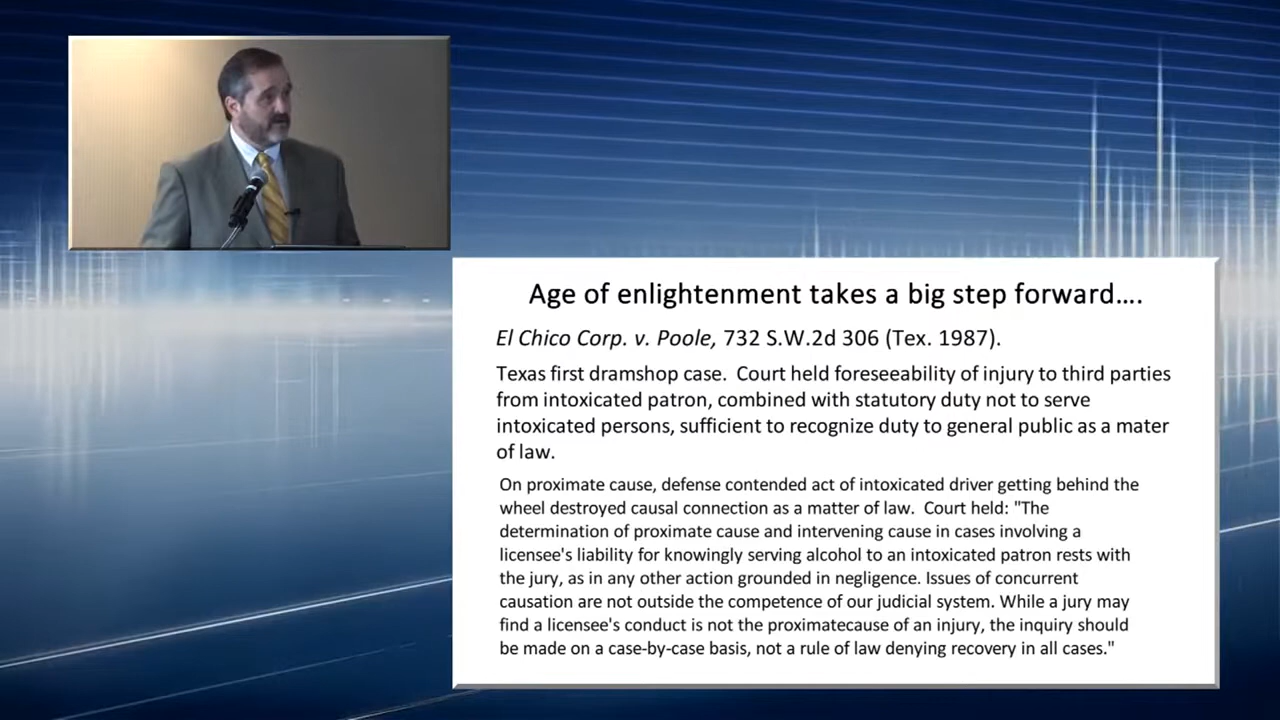 Age of enlightenment takes a big step forward....
El Chico Corp. v. Poole, 732 S.W.2d 306 (Tex. 1987).
Texas first dramshop case.  Court held foreseeability of injury to third parties
from intoxicated patron, combined with statutory duty not to serve
intoxicated persons, sufficient to recognize duty to general public as a mater
of law.
On proximate cause, defense contended act of intoxicated driver getting behind the
wheel destroyed causal connection as a matter of law.  Court held: "The
determination of proximate cause and intervening cause in cases involving a
licensee's liability for knowingly serving alcohol to an intoxicated patron rests with
the jury, as in any other action grounded in negligence. Issues of concurrent
causation are not outside the competence of our judicial system. While a jury may
find a licensee's conduct is not the proximatecause of an injury, the inquiry should
be made on a case-by-case basis, not a rule of law denying recovery in all cases."